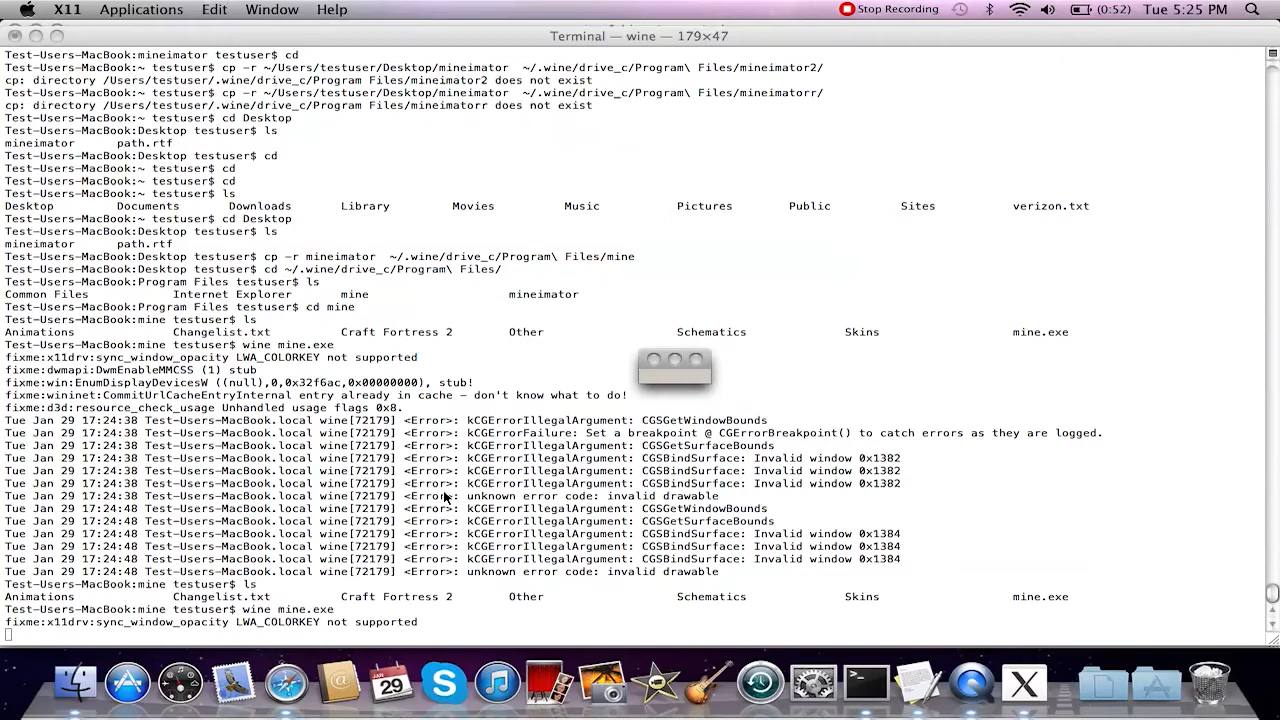 X11 Applications Edit Window Help Stop Recording (0:52) Tue 5:25 PM
Terminal — wine — 179×47
Test-Users-MacBook:mineimator testuser$ cd
Test-Users-MacBook:~ testuser$ cp -r ~/Users/testuser/Desktop/mineimator  ~/.wine/drive_c/Program\ Files/mineimator2/
cp: directory /Users/testuser/.wine/drive_c/Program Files/mineimator2 does not exist
Test-Users-MacBook:~ testuser$ cp -r ~/Users/testuser/Desktop/mineimator  ~/.wine/drive_c/Program\ Files/mineimatorr/
cp: directory /Users/testuser/.wine/drive_c/Program Files/mineimatorr does not exist
Test-Users-MacBook:~ testuser$ cd Desktop
Test-Users-MacBook:Desktop testuser$ ls
mineimator path.rtf
Test-Users-MacBook:Desktop testuser$ cd
Test-Users-MacBook:~ testuser$ cd
Test-Users-MacBook:~ testuser$ cd
Test-Users-MacBook:~ testuser$ ls
Desktop Documents Downloads Library Movies Music Pictures Public Sites verizon.txt
Test-Users-MacBook:~ testuser$ cd Desktop
Test-Users-MacBook:Desktop testuser$ ls
mineimator path.rtf
Test-Users-MacBook:Desktop testuser$ cp -r mineimator  ~/.wine/drive_c/Program\ Files/mine
Test-Users-MacBook:Desktop testuser$ cd ~/.wine/drive_c/Program\ Files/
Test-Users-MacBook:Program Files testuser$ ls
Common Files Internet Explorer mine mineimator
Test-Users-MacBook:Program Files testuser$ cd mine
Test-Users-MacBook:mine testuser$ ls
Animations Changelist.txt Craft Fortress 2 Other Schematics Skins mine.exe
Test-Users-MacBook:mine testuser$ wine mine.exe
fixme:x11drv:sync_window_opacity LWA_COLORKEY not supported
fixme:dwmapi:DwmEnableMMCSS (1) stub
fixme:win:EnumDisplayDevicesW ((null),0,0x32f6ac,0x00000000), stub!
fixme:wininet:CommitUrlCacheEntryInternal entry already in cache – don't know what to do!
fixme:d3d:resource_check_usage Unhandled usage flags 0x8.
Tue Jan 29 17:24:38 Test-Users-MacBook.local wine[72179] <Error>: kCGErrorIllegalArgument: CGSGetWindowBounds
Tue Jan 29 17:24:38 Test-Users-MacBook.local wine[72179] <Error>: kCGErrorFailure: Set a breakpoint @ CGErrorBreakpoint() to catch errors as they are logged.
Tue Jan 29 17:24:38 Test-Users-MacBook.local wine[72179] <Error>: kCGErrorIllegalArgument: CGSGetSurfaceBounds
Tue Jan 29 17:24:38 Test-Users-MacBook.local wine[72179] <Error>: kCGErrorIllegalArgument: CGSBindSurface: Invalid window 0x1382
Tue Jan 29 17:24:38 Test-Users-MacBook.local wine[72179] <Error>: kCGErrorIllegalArgument: CGSBindSurface: Invalid window 0x1382
Tue Jan 29 17:24:38 Test-Users-MacBook.local wine[72179] <Error>: kCGErrorIllegalArgument: CGSBindSurface: Invalid window 0x1382
Tue Jan 29 17:24:38 Test-Users-MacBook.local wine[72179] <Error>: unknown error code: invalid drawable
Tue Jan 29 17:24:48 Test-Users-MacBook.local wine[72179] <Error>: kCGErrorIllegalArgument: CGSGetWindowBounds
Tue Jan 29 17:24:48 Test-Users-MacBook.local wine[72179] <Error>: kCGErrorIllegalArgument: CGSGetSurfaceBounds
Tue Jan 29 17:24:48 Test-Users-MacBook.local wine[72179] <Error>: kCGErrorIllegalArgument: CGSBindSurface: Invalid window 0x1384
Tue Jan 29 17:24:48 Test-Users-MacBook.local wine[72179] <Error>: kCGErrorIllegalArgument: CGSBindSurface: Invalid window 0x1384
Tue Jan 29 17:24:48 Test-Users-MacBook.local wine[72179] <Error>: kCGErrorIllegalArgument: CGSBindSurface: Invalid window 0x1384
Tue Jan 29 17:24:48 Test-Users-MacBook.local wine[72179] <Error>: unknown error code: invalid drawable
Test-Users-MacBook:mine testuser$ ls
Animations Changelist.txt Craft Fortress 2 Other Schematics Skins mine.exe
Test-Users-MacBook:mine testuser$ wine mine.exe
fixme:x11drv:sync_window_opacity LWA_COLORKEY not supported
29